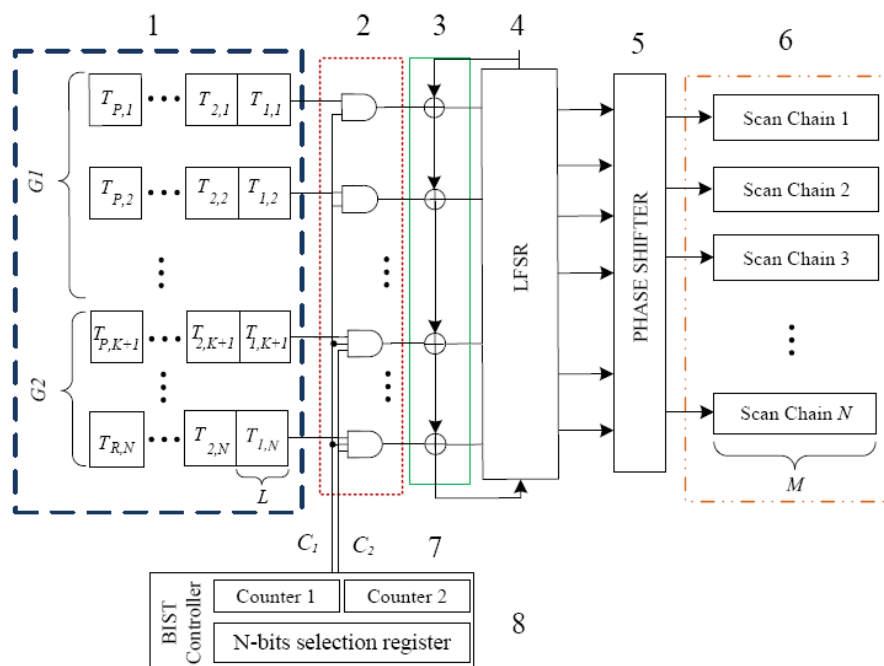 1 2 3 4 5 6
T_{P,1} ••• T_{2,1} T_{1,1}
Scan Chain 1
G1
T_{P,2} ••• T_{2,2} T_{1,2}
Scan Chain 2
Scan Chain 3
LFSR
PHASE SHIFTER
T_{P,K+1} ••• T_{2,K+1} T_{1,K+1}
G2
T_{R,N} ••• T_{2,N} T_{1,N}
Scan Chain N
L
M
C_1 C_2 7
BIST Controller
Counter 1 Counter 2
N-bits selection register
8